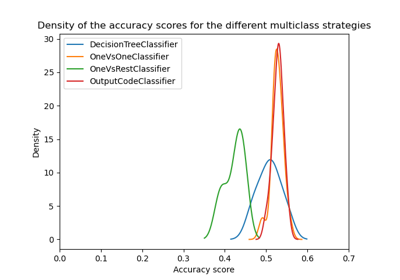 Density of the accuracy scores for the different multiclass strategies
DecisionTreeClassifier
OneVsOneClassifier
OneVsRestClassifier
OutputCodeClassifier
30
25
20
15
10
5
0
Density
0.0 0.1 0.2 0.3 0.4 0.5 0.6 0.7
Accuracy score